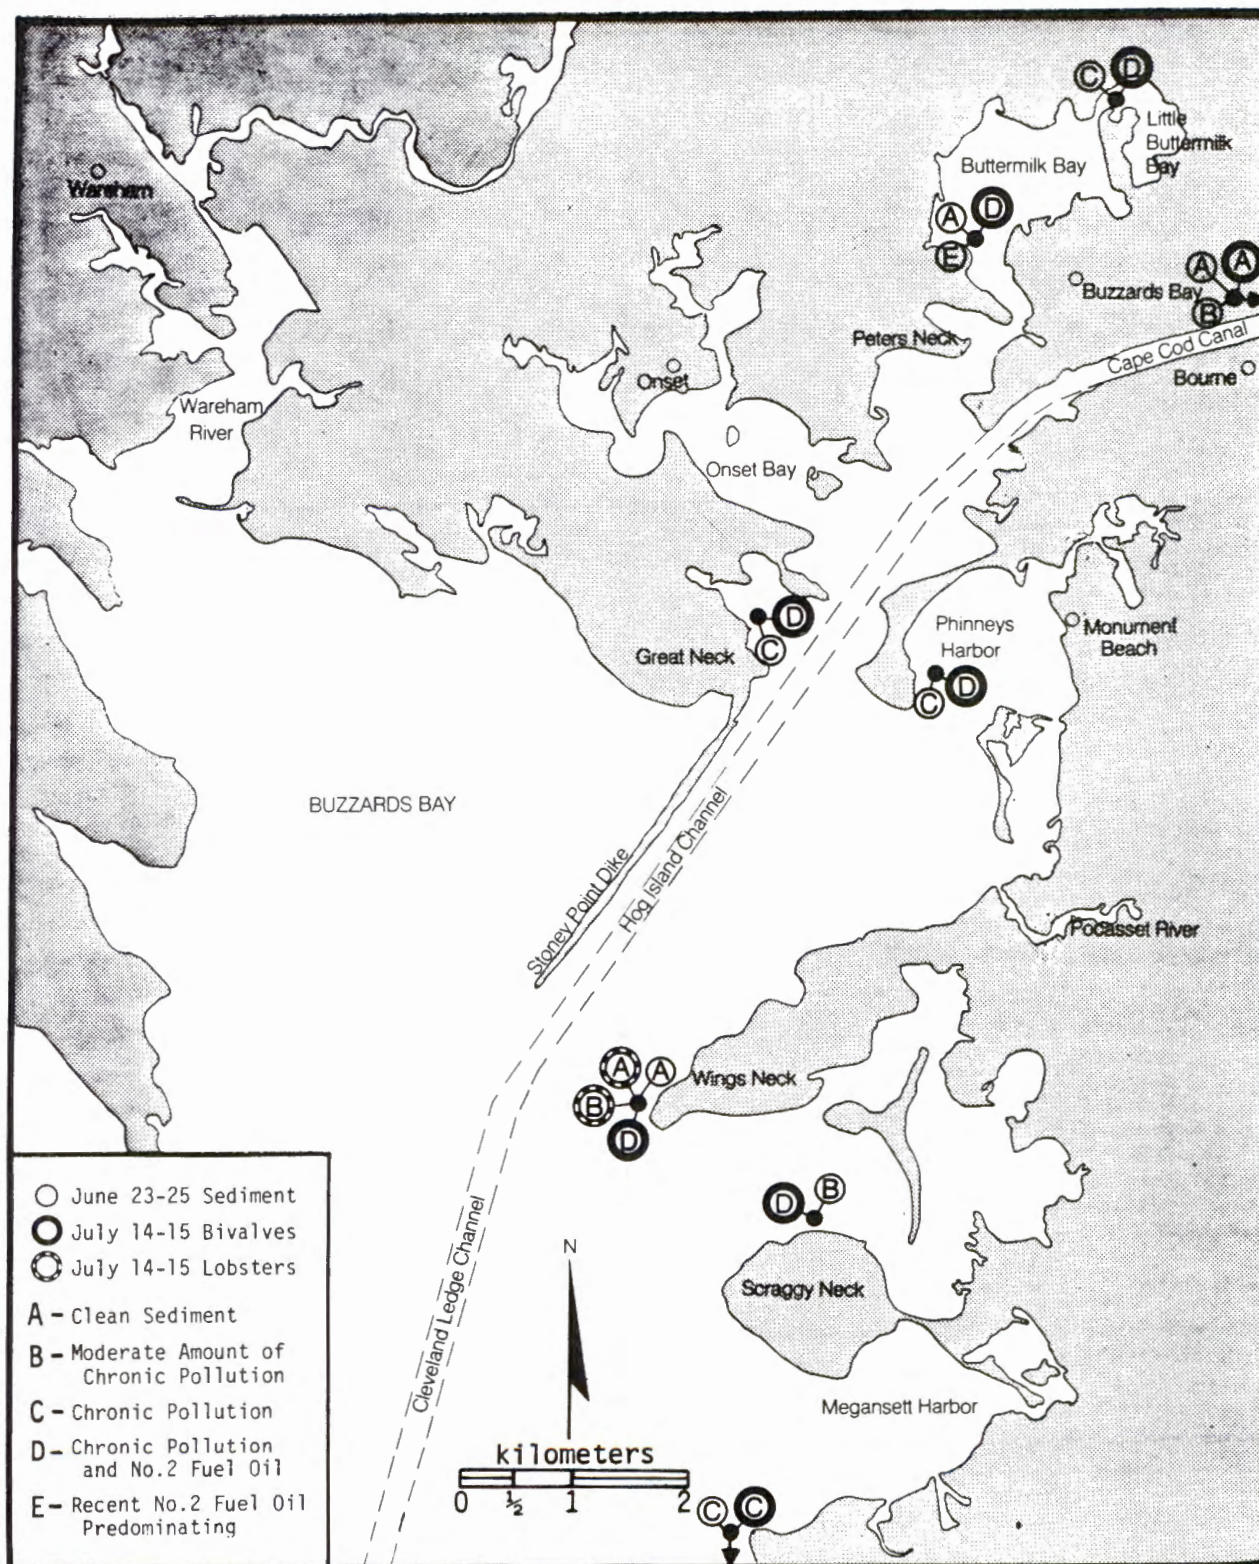 C D
Little
Buttermilk
Bay
Buttermilk Bay
Wareham
A D
E
A A
B
Buzzards Bay
Peters Neck
Cape Cod Canal
Bourne
Onset
Wareham
River
Onset Bay
D
C
Great Neck
Phinneys
Harbor
Monument
Beach
C D
BUZZARDS BAY
Stoney Point Dike
Hog Island Channel
Pocasset River
A A
B
D
Wings Neck
D B
Scraggy Neck
Cleveland Ledge Channel
N
Megansett Harbor
kilometers
0 ½ 1 2
C C
June 23-25 Sediment
July 14-15 Bivalves
July 14-15 Lobsters
A - Clean Sediment
B - Moderate Amount of
Chronic Pollution
C - Chronic Pollution
D - Chronic Pollution
and No.2 Fuel Oil
E - Recent No.2 Fuel Oil
Predominating